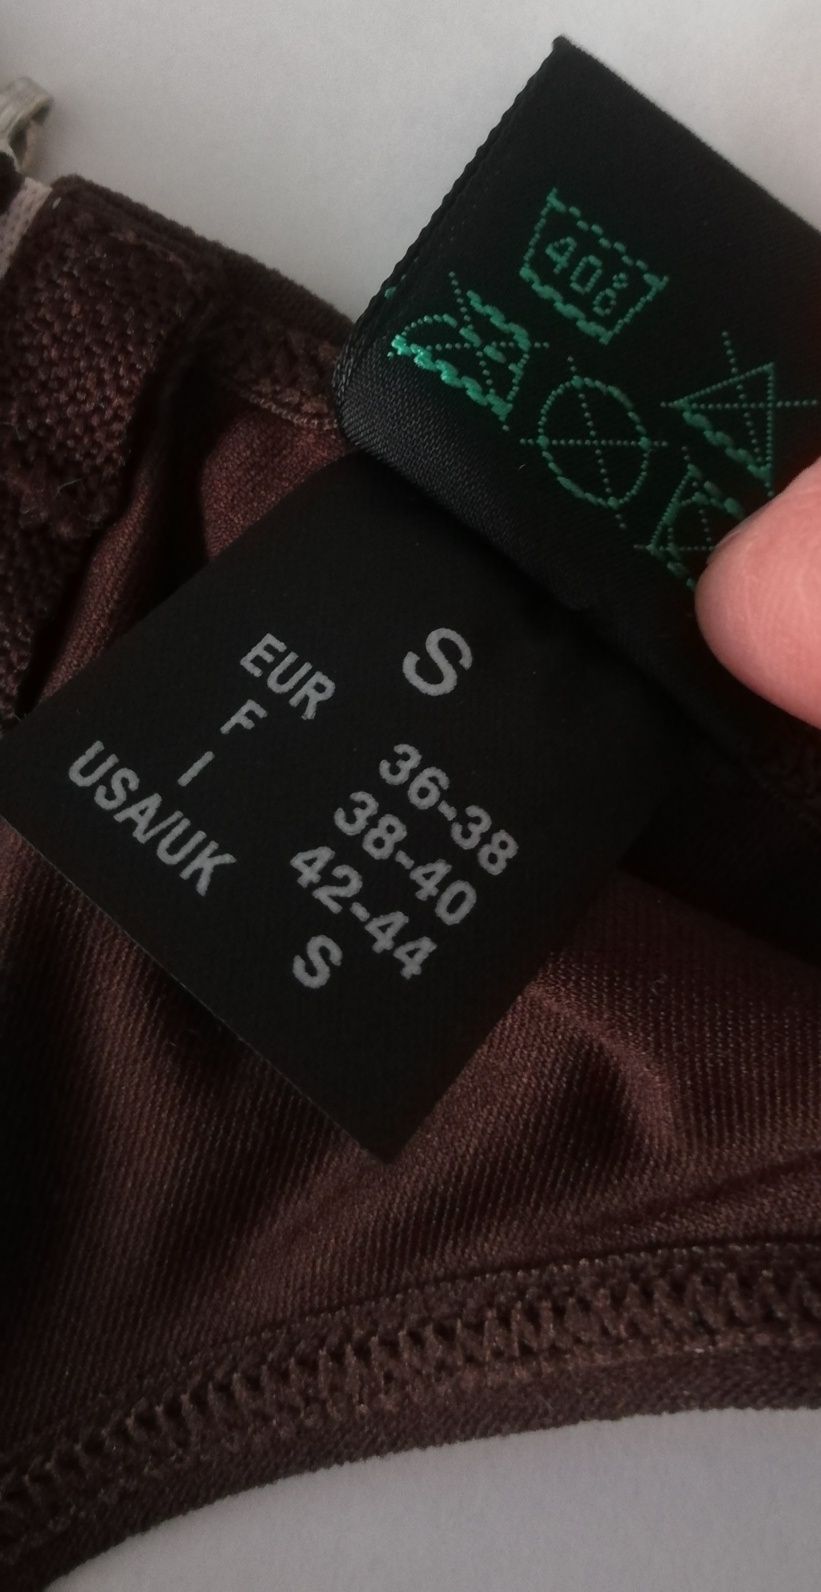 40°
S
EUR 36-38
F 38-40
I 42-44
USA/UK S